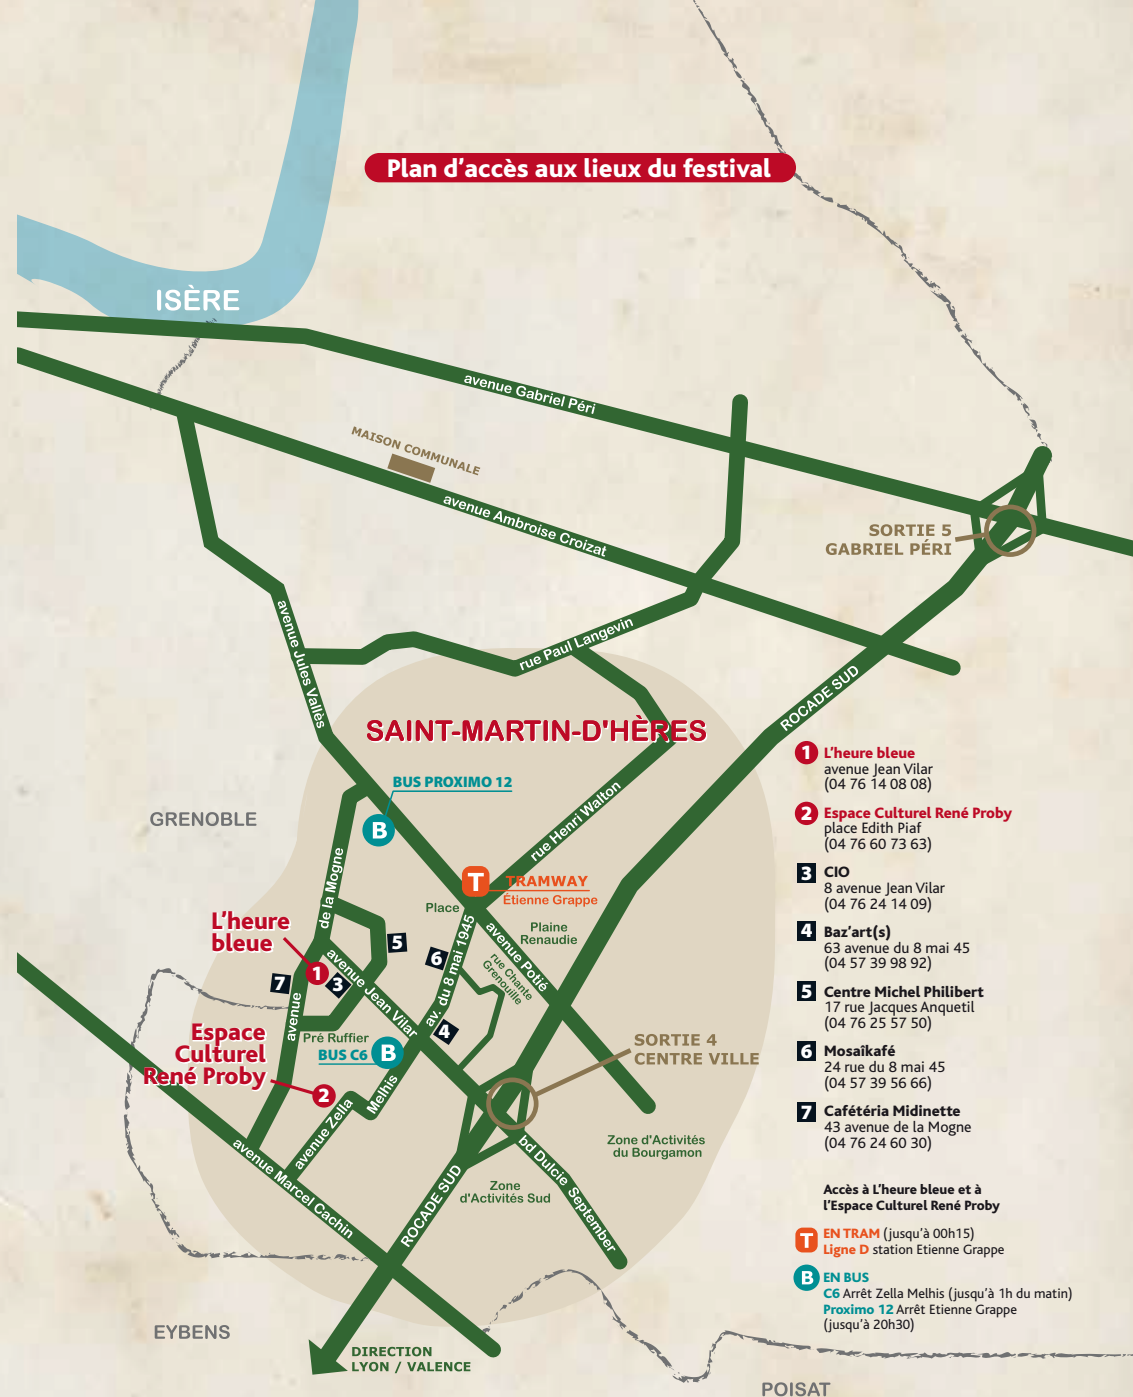 Plan d'accès aux lieux du festival
ISÈRE
avenue Gabriel Péri
MAISON COMMUNALE
avenue Ambroise Croizat
SORTIE 5
GABRIEL PÉRI
avenue Jules Vallès
rue Paul Langevin
ROCADE SUD
SAINT-MARTIN-D'HÈRES
BUS PROXIMO 12
B
GRENOBLE
rue Henri Walton
de la Mogne
T
TRAMWAY
Étienne Grappe
Place
Plaine
Renaudie
L'heure
bleue
5
6
av. du 8 mai 1945
avenue Potié
rue Chante
Grenouille
7
1
3
avenue Jean Vilar
avenue
4
Pré Ruffier
BUS C6
B
Espace
Culturel
René Proby
2
SORTIE 4
CENTRE VILLE
avenue Zella
Melhis
avenue Marcel Cachin
Zone d'Activités
du Bourgamon
bd Dulcie September
Zone
d'Activités Sud
ROCADE SUD
EYBENS
DIRECTION
LYON / VALENCE
POISAT
1 L'heure bleue
avenue Jean Vilar
(04 76 14 08 08)
2 Espace Culturel René Proby
place Edith Piaf
(04 76 60 73 63)
3 CIO
8 avenue Jean Vilar
(04 76 24 14 09)
4 Baz'art(s)
63 avenue du 8 mai 45
(04 57 39 98 92)
5 Centre Michel Philibert
17 rue Jacques Anquetil
(04 76 25 57 50)
6 Mosaîkafé
24 rue du 8 mai 45
(04 57 39 56 66)
7 Cafétéria Midinette
43 avenue de la Mogne
(04 76 24 60 30)
Accès à L'heure bleue et à
l'Espace Culturel René Proby
T EN TRAM (jusqu'à 00h15)
Ligne D station Etienne Grappe
B EN BUS
C6 Arrêt Zella Melhis (jusqu'à 1h du matin)
Proximo 12 Arrêt Etienne Grappe
(jusqu'à 20h30)